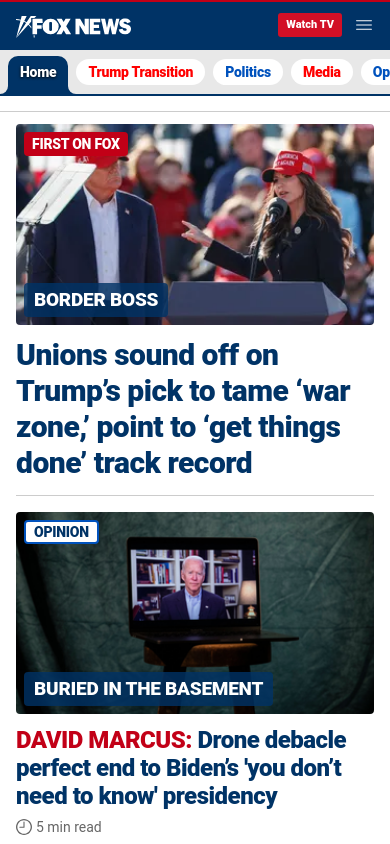 FOX NEWS
Watch TV
Home
Trump Transition
Politics
Media
Op
FIRST ON FOX
BORDER BOSS
Unions sound off on
Trump’s pick to tame ‘war
zone,’ point to ‘get things
done’ track record
OPINION
BURIED IN THE BASEMENT
DAVID MARCUS: Drone debacle
perfect end to Biden’s 'you don’t
need to know' presidency
5 min read